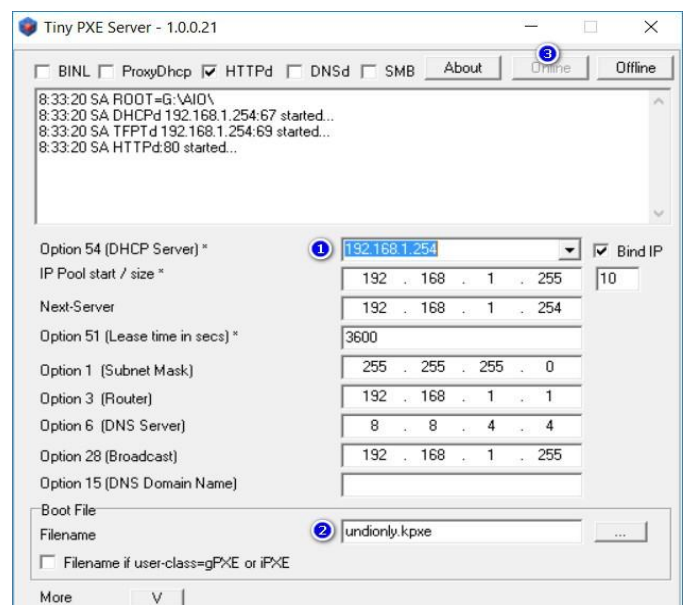 Tiny PXE Server - 1.0.0.21
BINL ProxyDhcp HTTPd DNSd SMB About 3 Online Offline
8:33:20 SA ROOT=G:\AIO\
8:33:20 SA DHCPd 192.168.1.254:67 started...
8:33:20 SA TFPTd 192.168.1.254:69 started...
8:33:20 SA HTTPd:80 started...
Option 54 (DHCP Server) * 1 192.168.1.254 Bind IP
IP Pool start / size * 192 . 168 . 1 . 255 10
Next-Server 192 . 168 . 1 . 254
Option 51 (Lease time in secs) * 3600
Option 1 (Subnet Mask) 255 . 255 . 255 . 0
Option 3 (Router) 192 . 168 . 1 . 1
Option 6 (DNS Server) 8 . 8 . 4 . 4
Option 28 (Broadcast) 192 . 168 . 1 . 255
Option 15 (DNS Domain Name)
Boot File
Filename 2 undionly.kpxe ...
Filename if user-class=gPXE or iPXE
More V